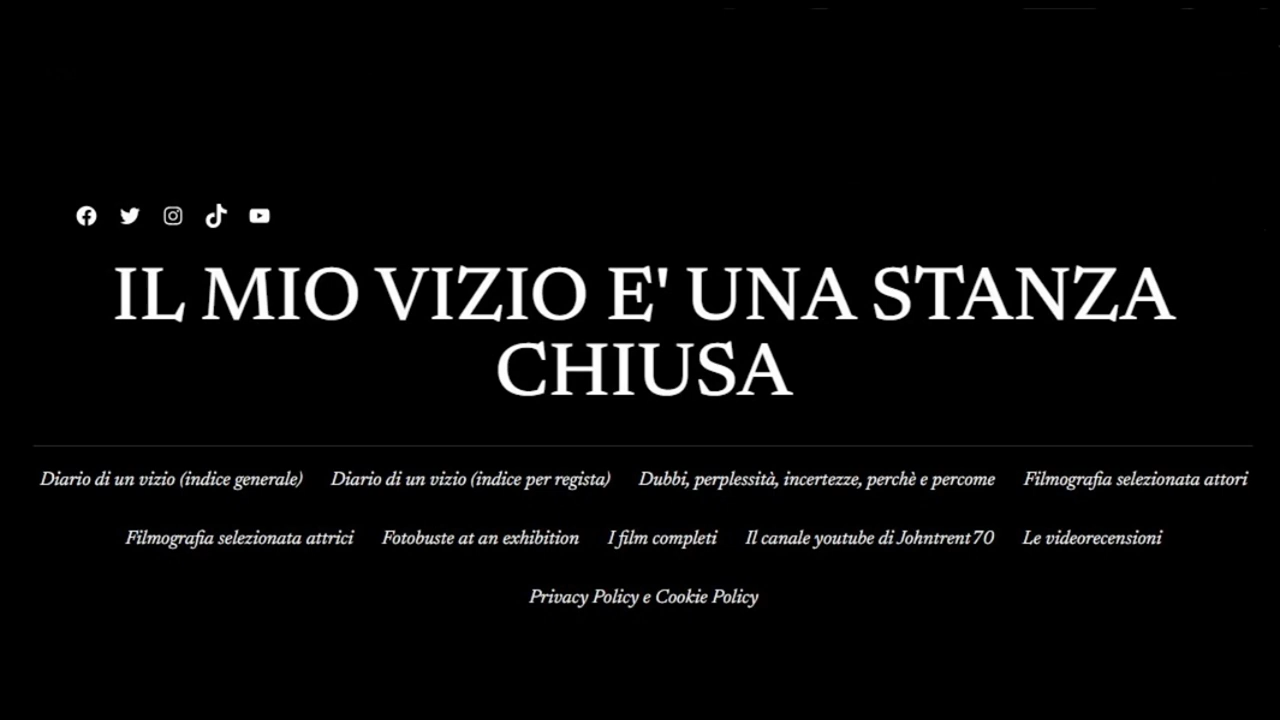 IL MIO VIZIO E' UNA STANZA
CHIUSA
Diario di un vizio (indice generale) Diario di un vizio (indice per regista) Dubbi, perplessità, incertezze, perchè e percome Filmografia selezionata attori
Filmografia selezionata attrici Fotobuste at an exhibition I film completi Il canale youtube di Johntrent70 Le videorecensioni
Privacy Policy e Cookie Policy